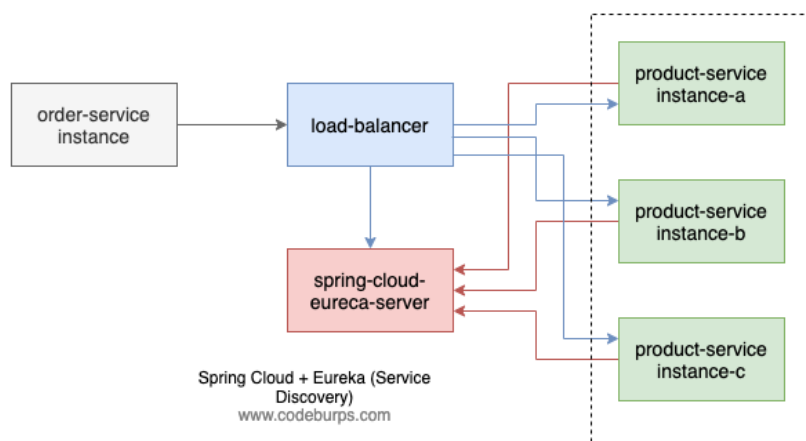 order-service
instance
load-balancer
product-service
instance-a
product-service
instance-b
spring-cloud-
eureca-server
product-service
instance-c
Spring Cloud + Eureka (Service
Discovery)
www.codeburps.com